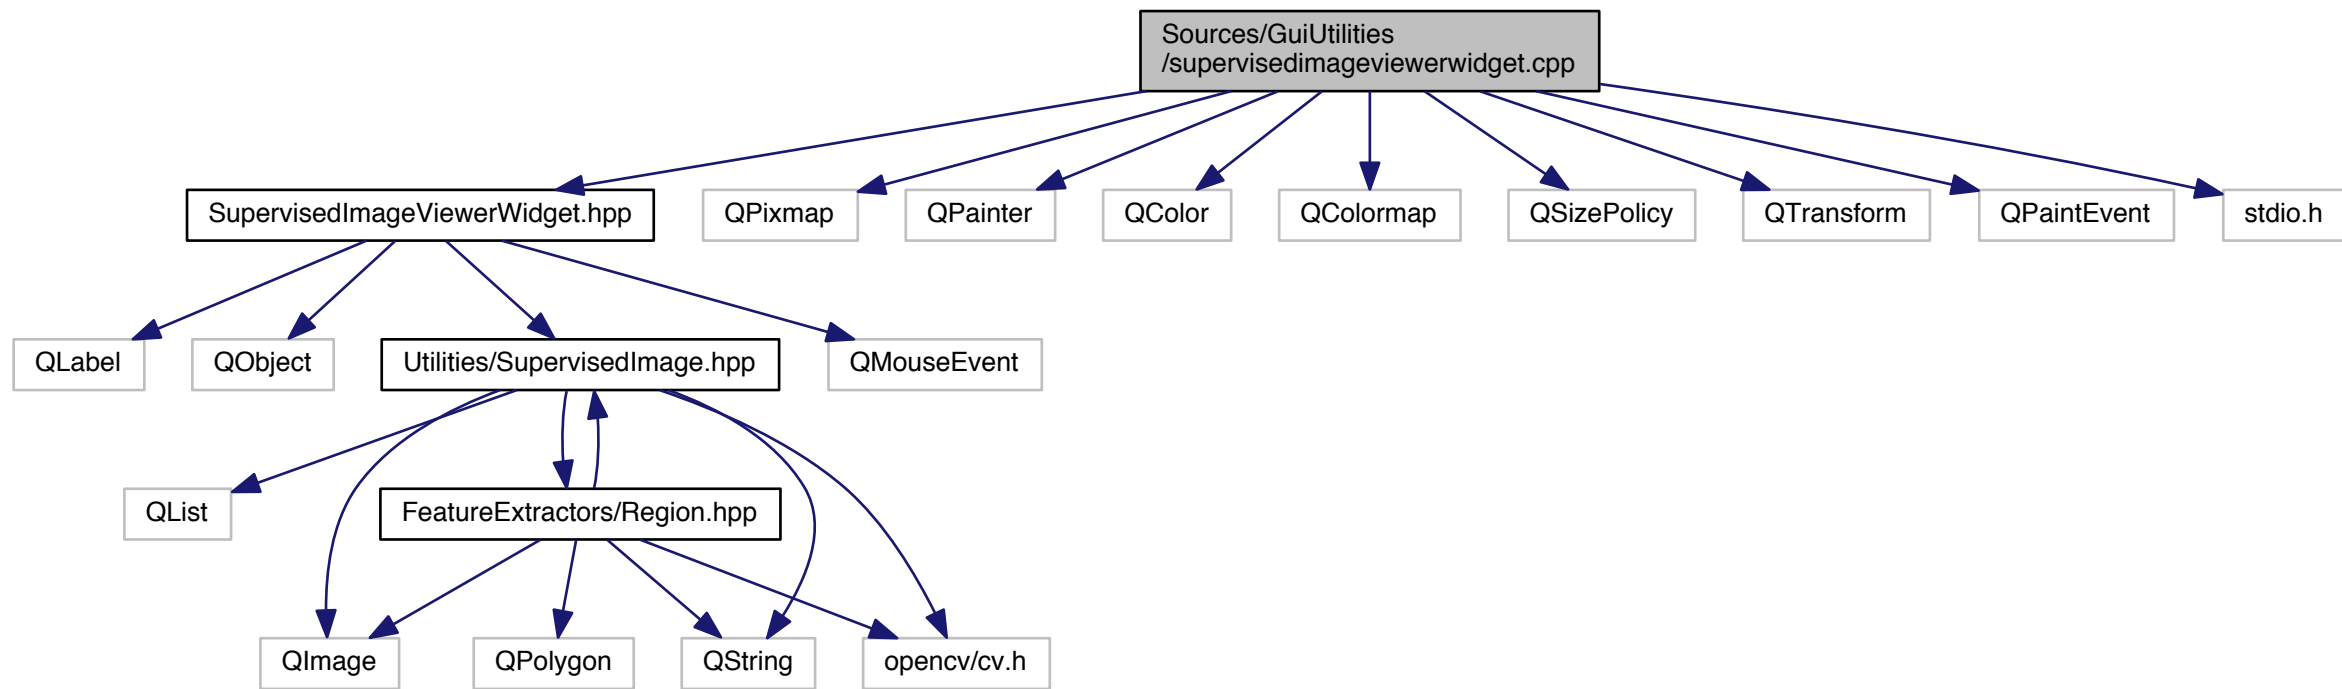 Sources/GuiUtilities
/supervisedimageviewerwidget.cpp
SupervisedImageViewerWidget.hpp
QPixmap
QPainter
QColor
QColormap
QSizePolicy
QTransform
QPaintEvent
stdio.h
QLabel
QObject
Utilities/SupervisedImage.hpp
QMouseEvent
QList
FeatureExtractors/Region.hpp
QImage
QPolygon
QString
opencv/cv.h